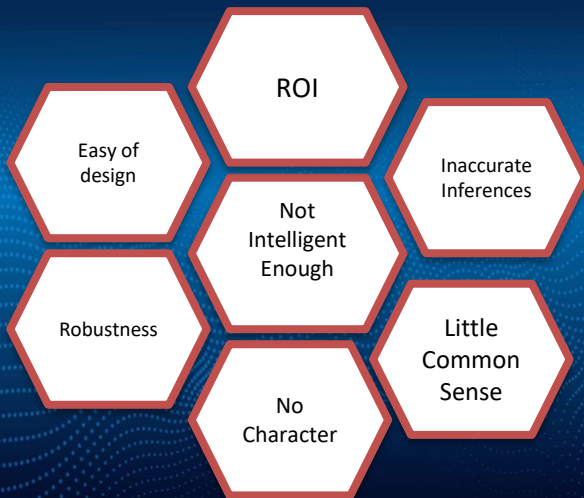 ROI
Easy of
design
Inaccurate
Inferences
Not
Intelligent
Enough
Robustness
Little
Common
Sense
No
Character